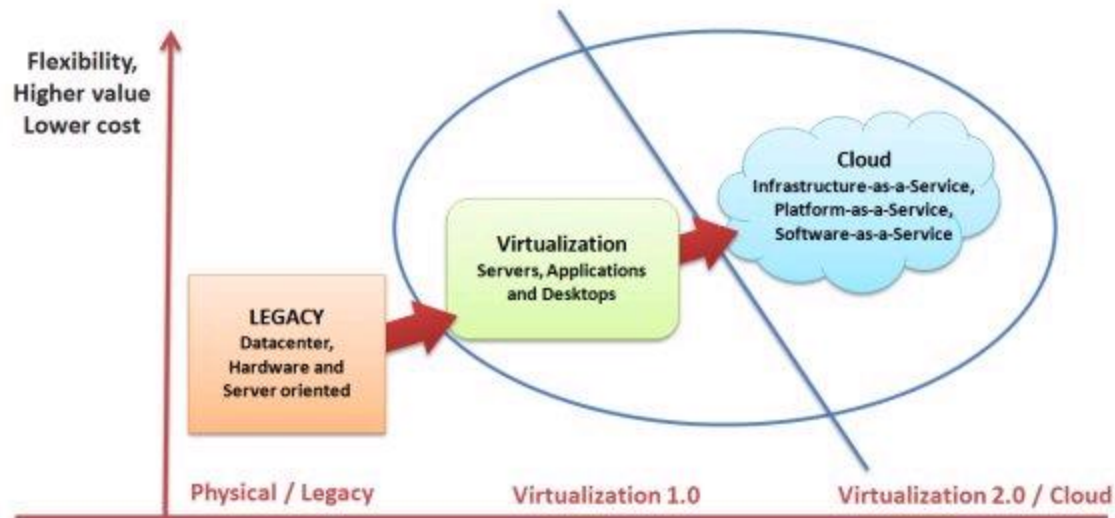 Flexibility,
Higher value
Lower cost
LEGACY
Datacenter,
Hardware and
Server oriented
Virtualization
Servers, Applications
and Desktops
Cloud
Infrastructure-as-a-Service,
Platform-as-a-Service,
Software-as-a-Service
Physical / Legacy
Virtualization 1.0
Virtualization 2.0 / Cloud